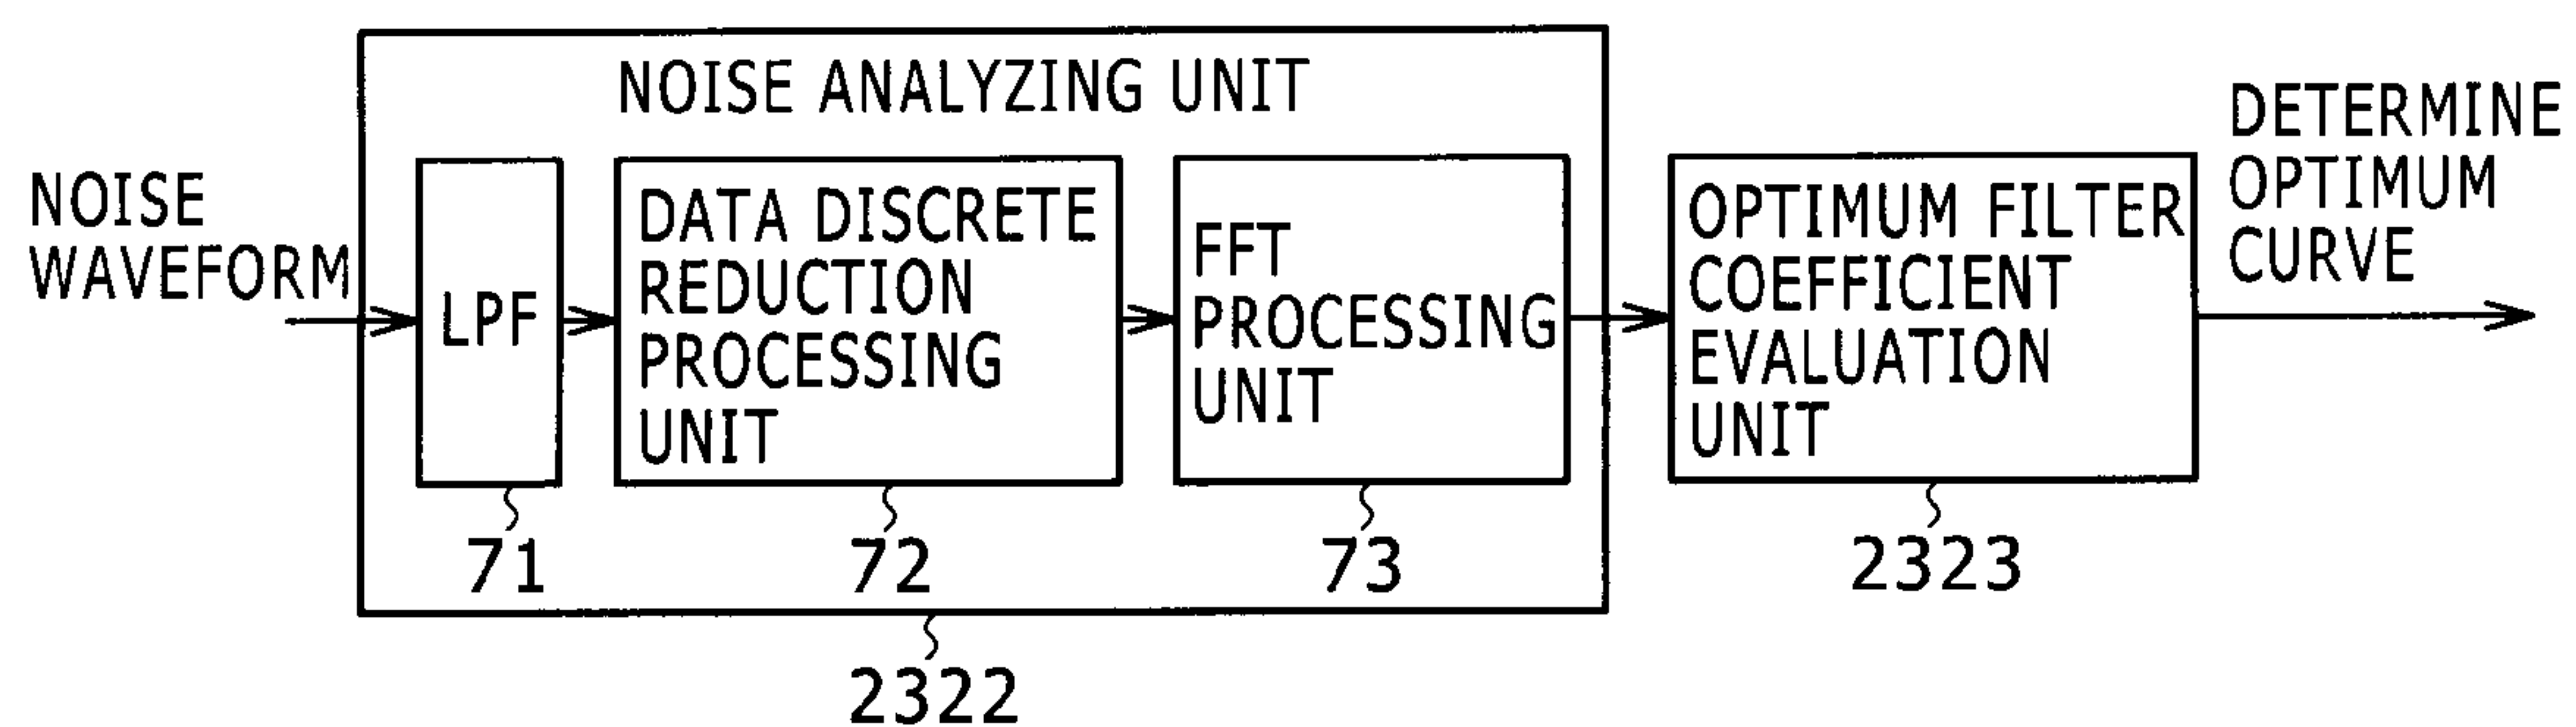 NOISE ANALYZING UNIT
NOISE
WAVEFORM
LPF
DATA DISCRETE
REDUCTION
PROCESSING
UNIT
FFT
PROCESSING
UNIT
OPTIMUM FILTER
COEFFICIENT
EVALUATION
UNIT
DETERMINE
OPTIMUM
CURVE
71
72
73
2323
2322